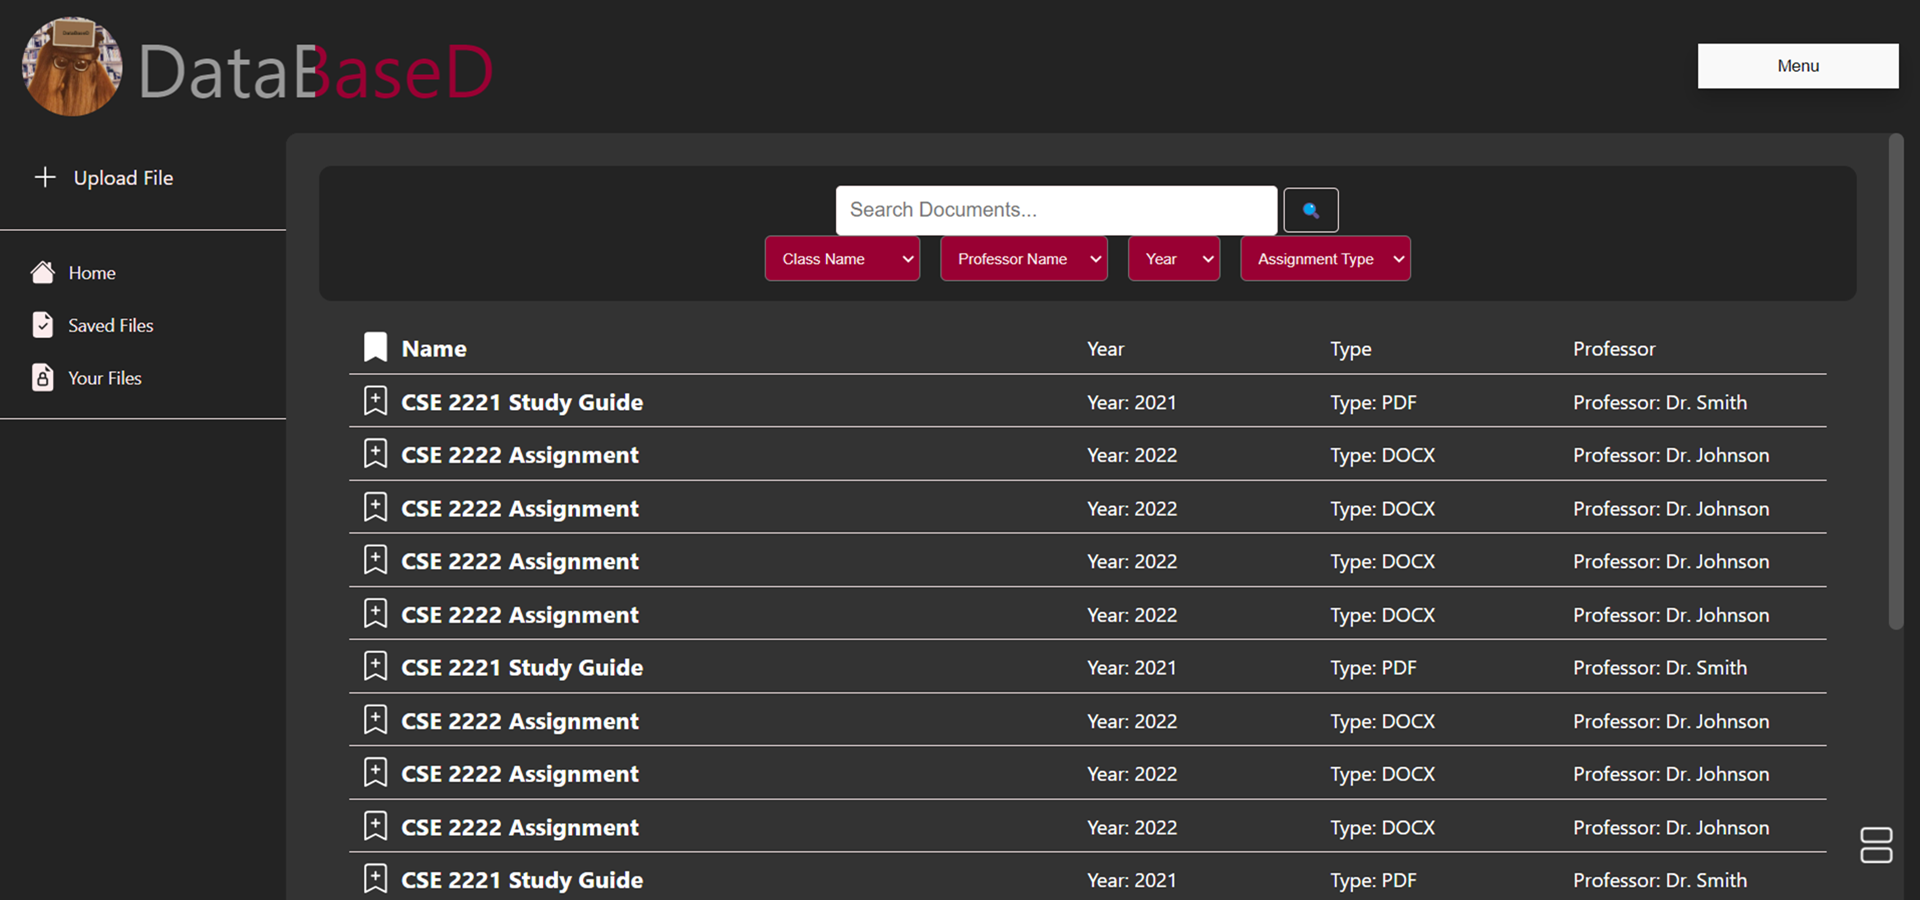 DataBaseD
DataBaseD
Menu
Upload File
Home
Saved Files
Your Files
Search Documents...
Class Name
Professor Name
Year
Assignment Type
Name Year Type Professor
CSE 2221 Study Guide Year: 2021 Type: PDF Professor: Dr. Smith
CSE 2222 Assignment Year: 2022 Type: DOCX Professor: Dr. Johnson
CSE 2222 Assignment Year: 2022 Type: DOCX Professor: Dr. Johnson
CSE 2222 Assignment Year: 2022 Type: DOCX Professor: Dr. Johnson
CSE 2222 Assignment Year: 2022 Type: DOCX Professor: Dr. Johnson
CSE 2221 Study Guide Year: 2021 Type: PDF Professor: Dr. Smith
CSE 2222 Assignment Year: 2022 Type: DOCX Professor: Dr. Johnson
CSE 2222 Assignment Year: 2022 Type: DOCX Professor: Dr. Johnson
CSE 2222 Assignment Year: 2022 Type: DOCX Professor: Dr. Johnson
CSE 2221 Study Guide Year: 2021 Type: PDF Professor: Dr. Smith